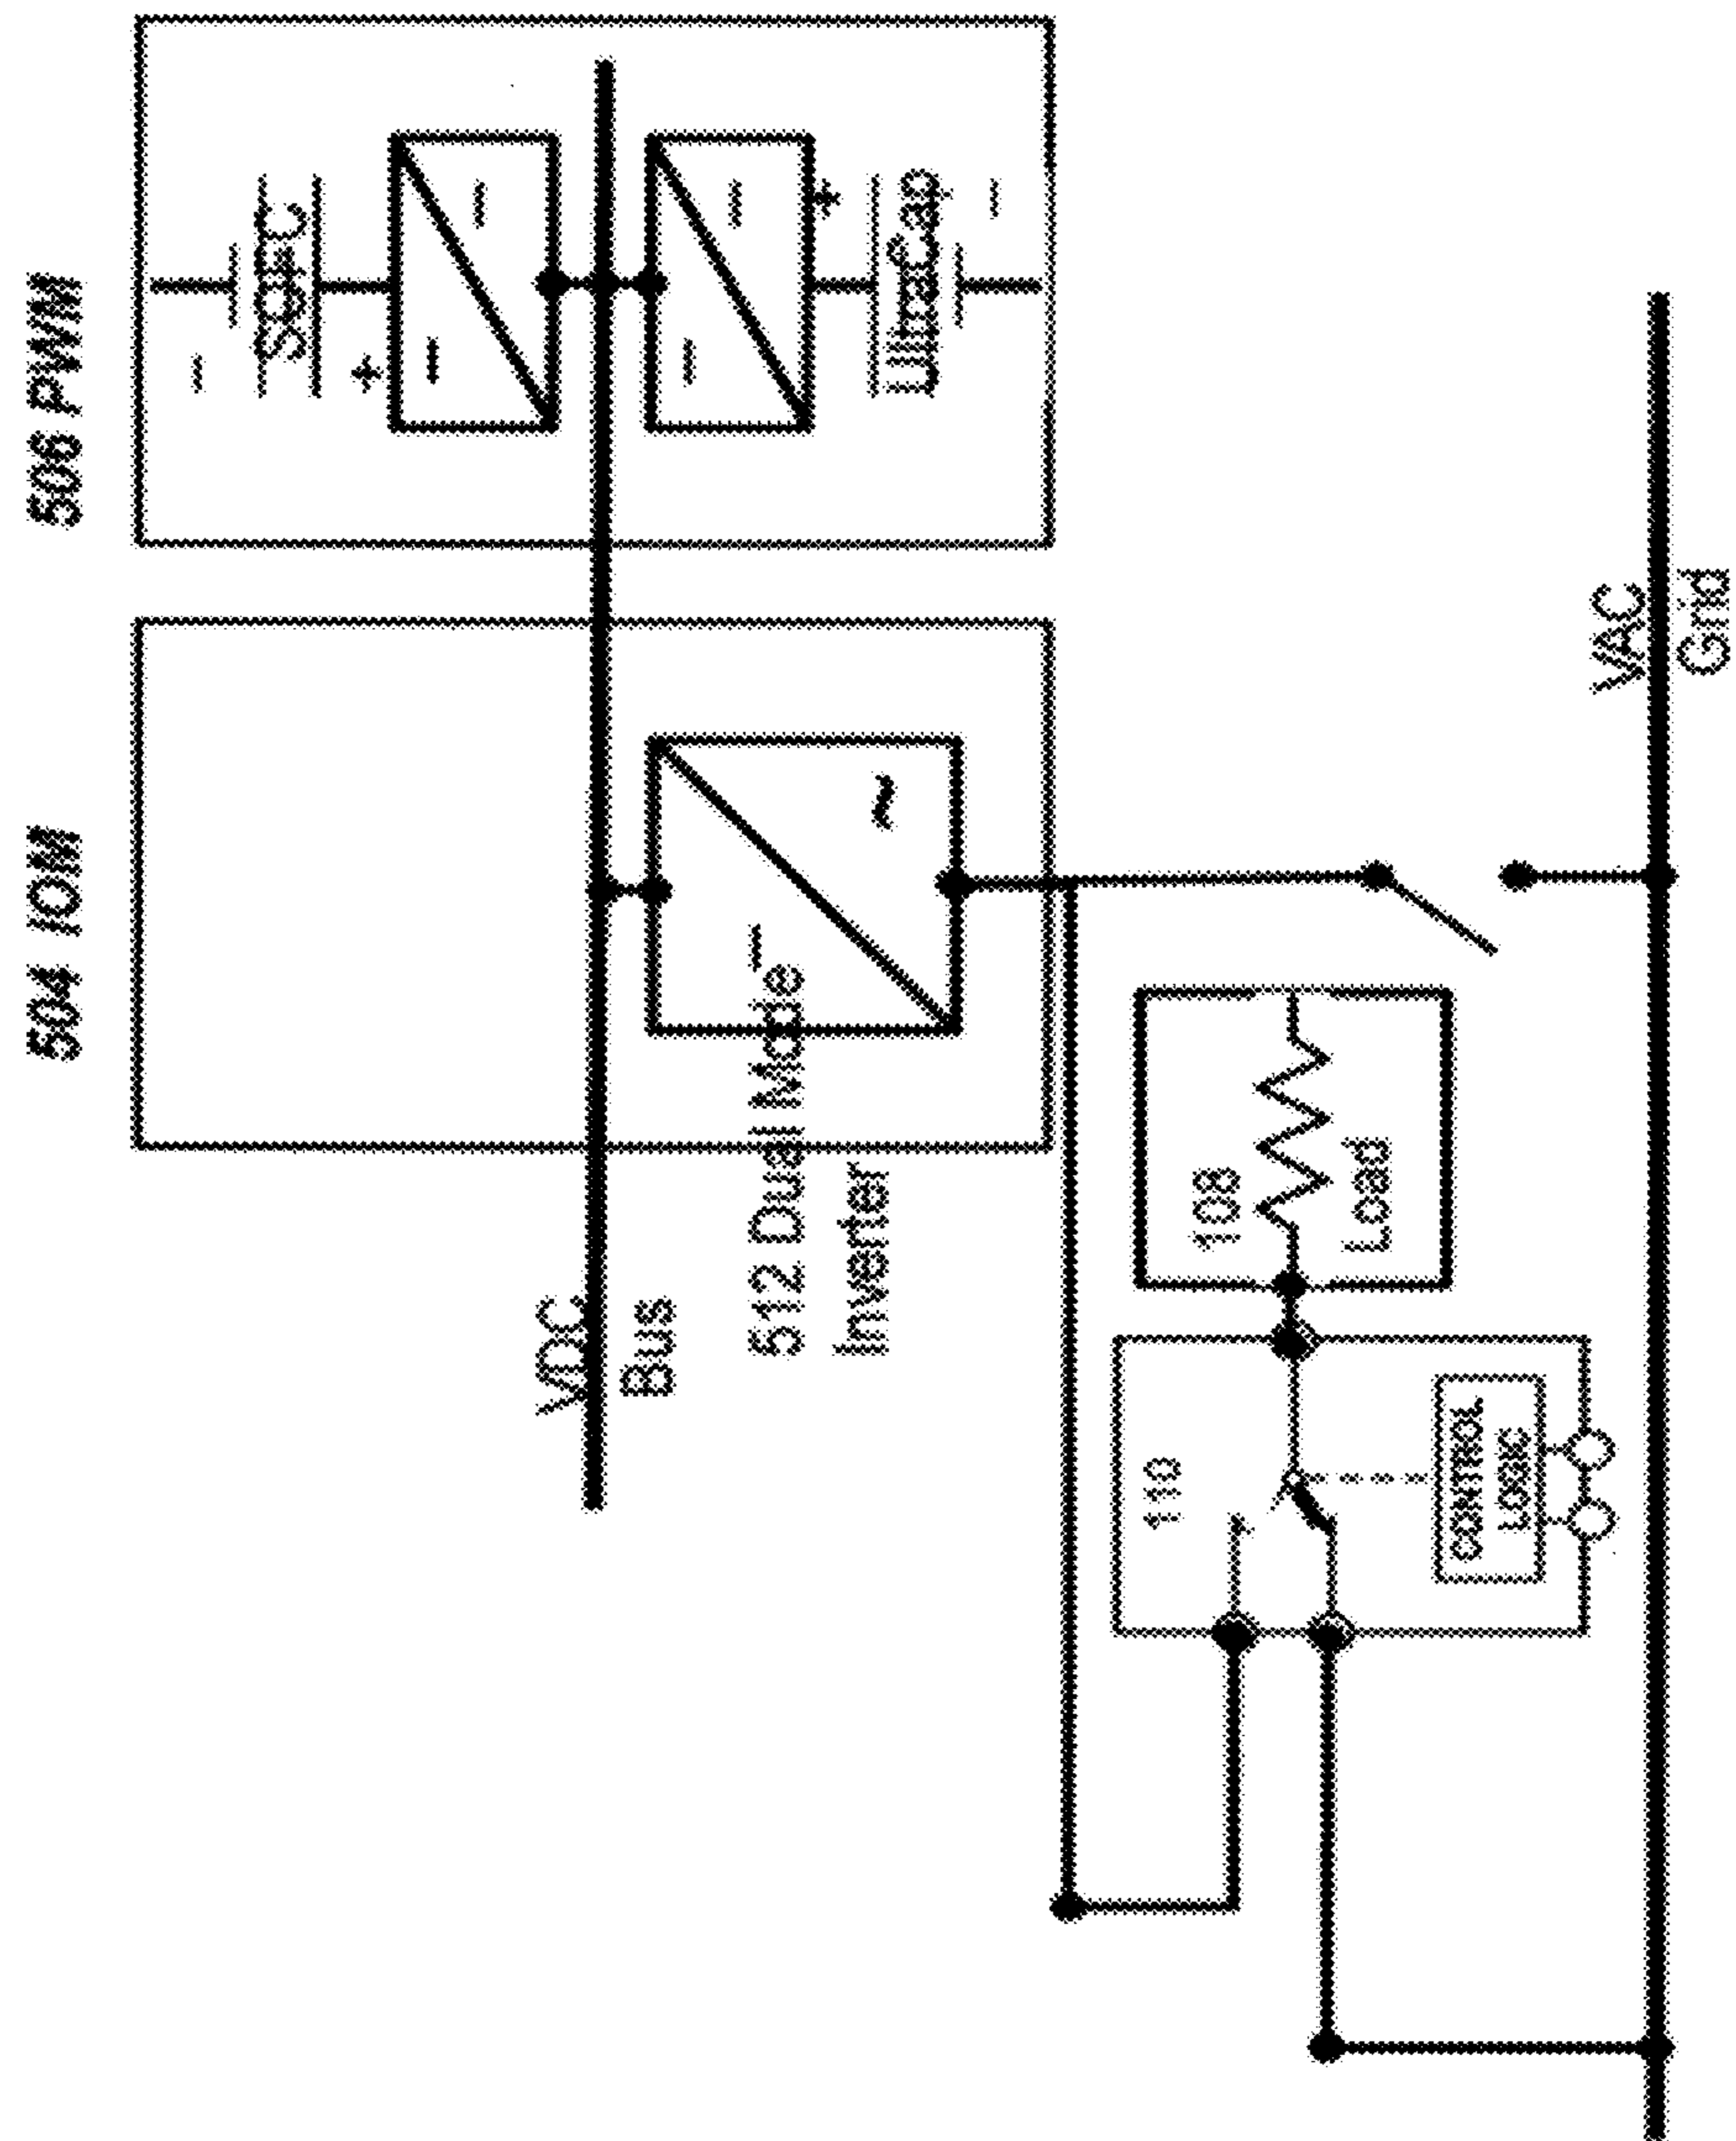 504 IOM
506 PWM
SOFC
+
−
−
−
−
−
+
UltraCap
−
VDC
Bus
512 Dual Mode
Inverter
−
~
110
CONTROL
LOGIC
108
Load
VAC
Grid